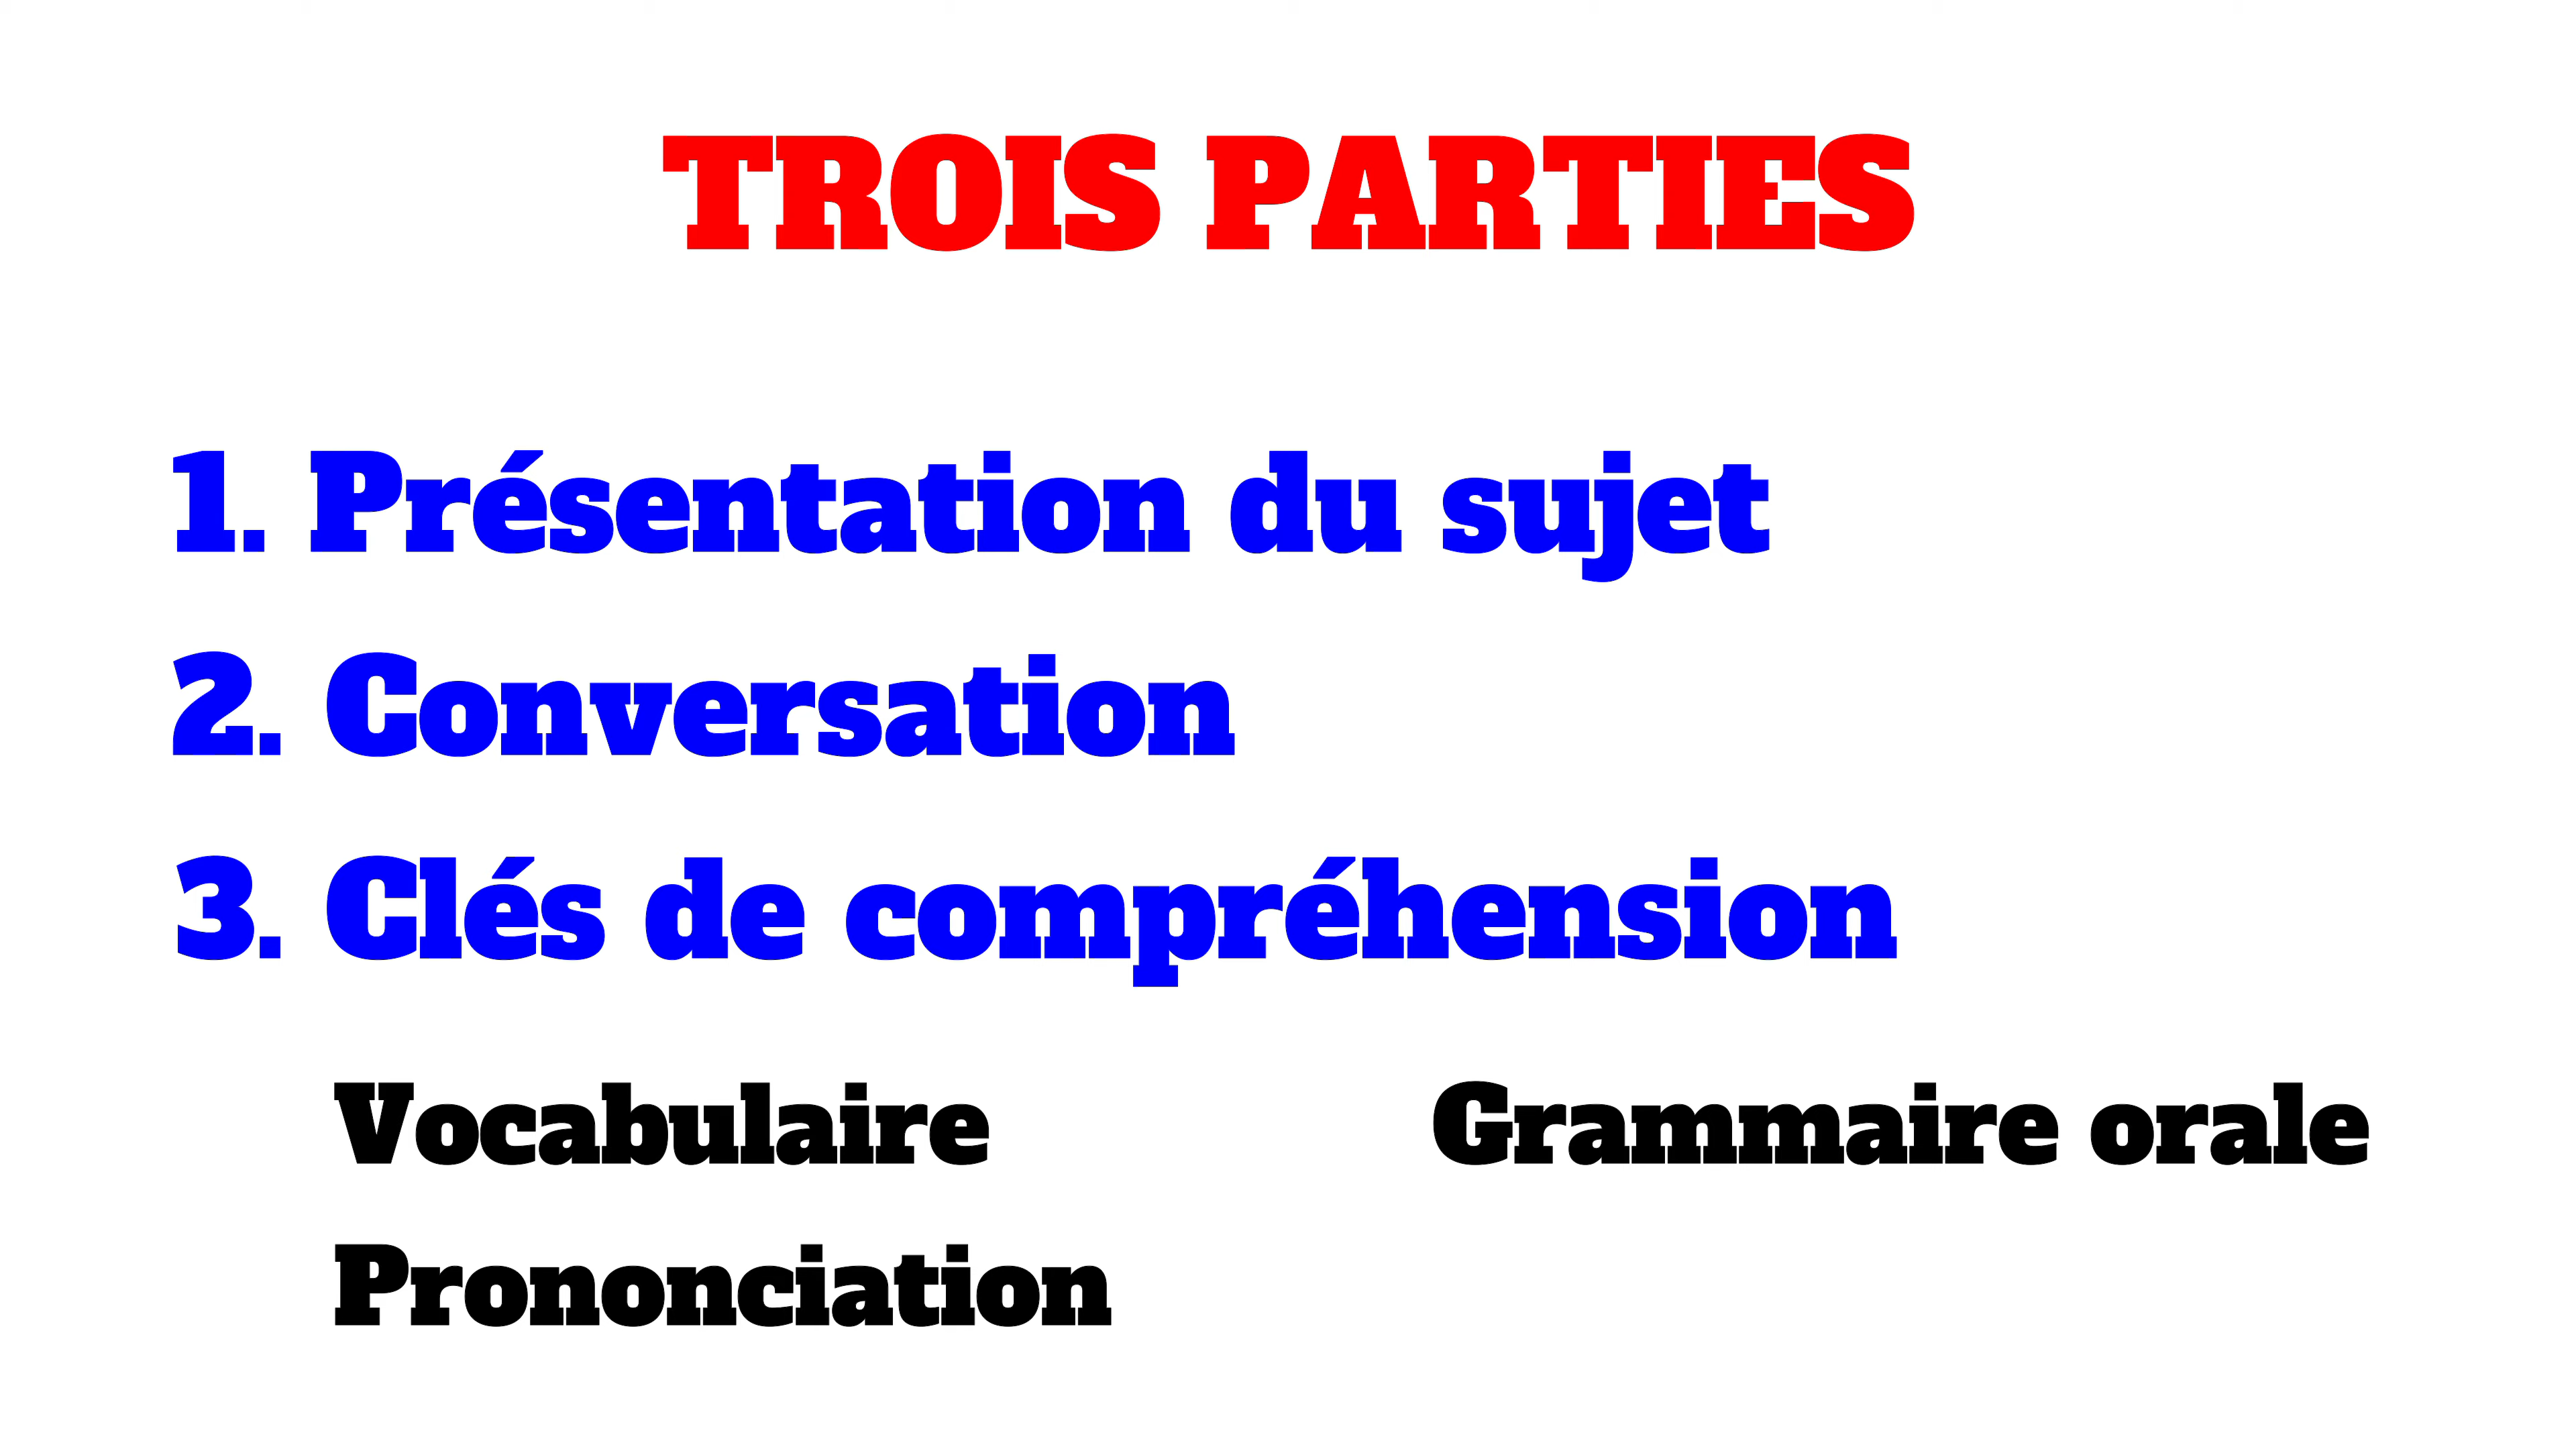 TROIS PARTIES
1. Présentation du sujet
2. Conversation
3. Clés de compréhension
Vocabulaire Grammaire orale
Prononciation